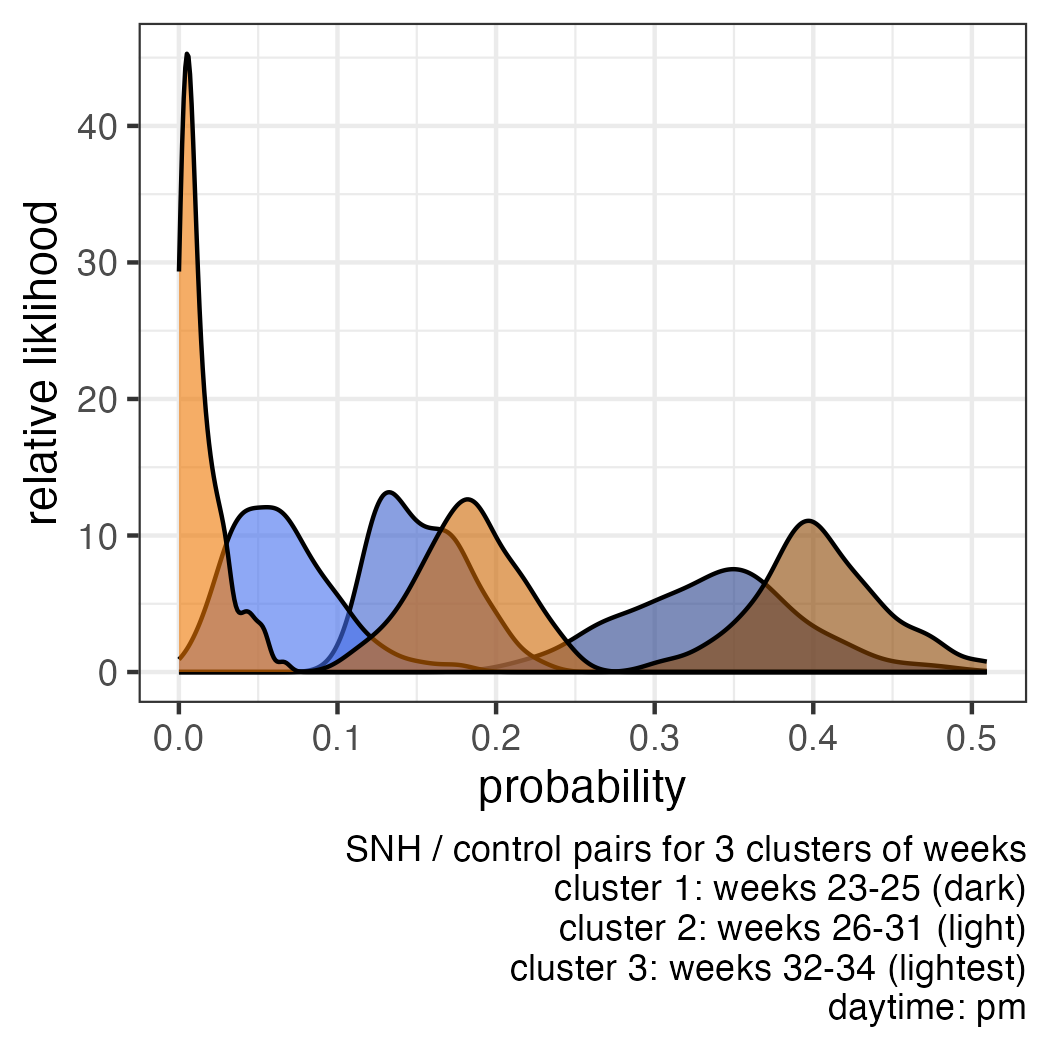 40
30
20
10
0
relative liklihood
0.0 0.1 0.2 0.3 0.4 0.5
probability
SNH / control pairs for 3 clusters of weeks
cluster 1: weeks 23-25 (dark)
cluster 2: weeks 26-31 (light)
cluster 3: weeks 32-34 (lightest)
daytime: pm